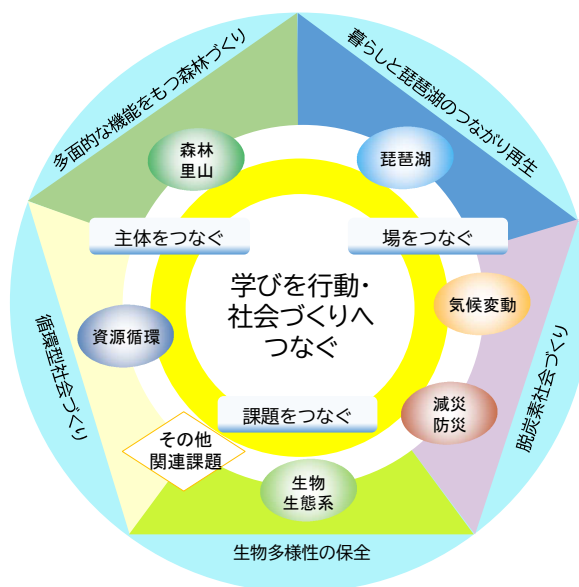 多面的な機能をもつ森林づくり
暮らしと琵琶湖のつながり再生
森林
里山
琵琶湖
主体をつなぐ
場をつなぐ
学びを行動・
社会づくりへ
つなぐ
気候変動
資源循環
循環型社会づくり
脱炭素社会づくり
課題をつなぐ
減災
防災
その他
関連課題
生物
生態系
生物多様性の保全